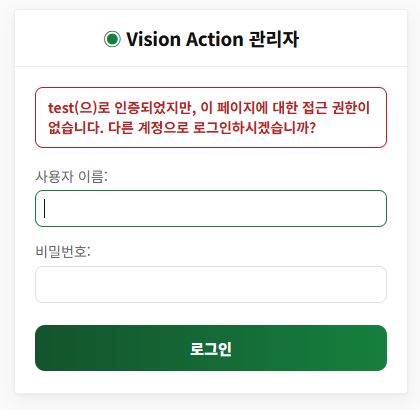 Vision Action 관리자
test(으)로 인증되었지만, 이 페이지에 대한 접근 권한이
없습니다. 다른 계정으로 로그인하시겠습니까?
사용자 이름:
비밀번호:
로그인